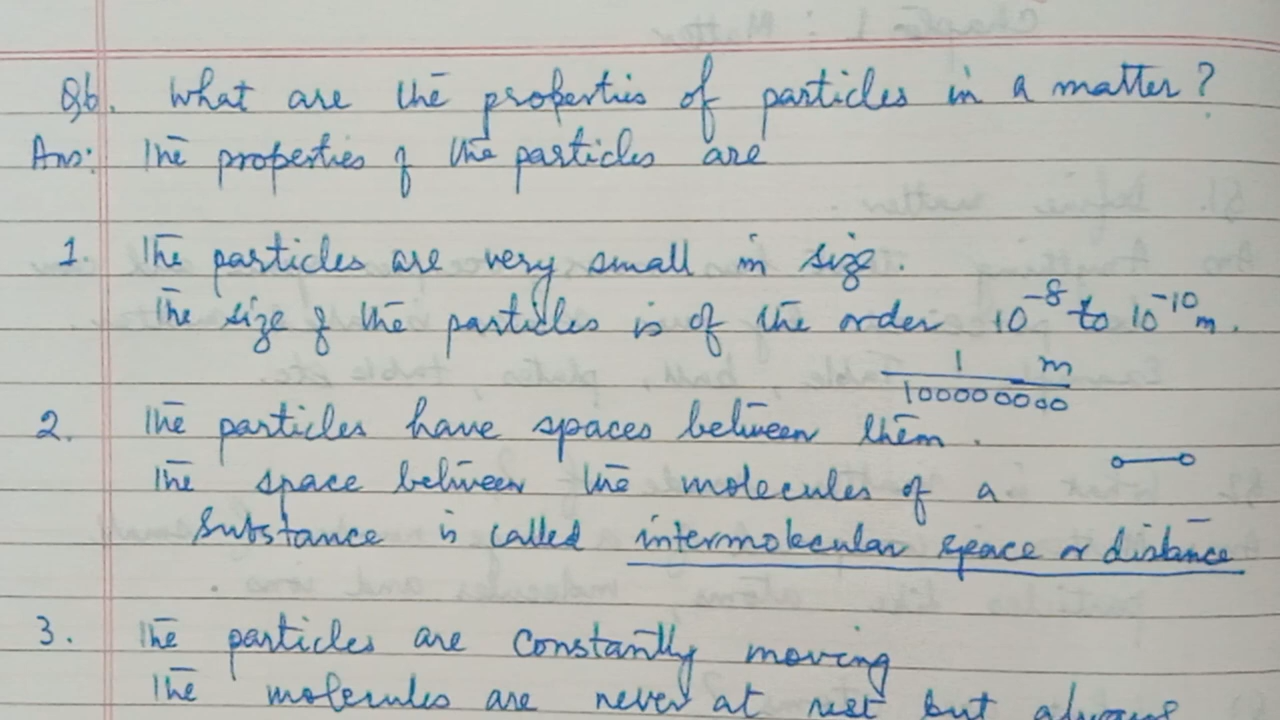 Q6. What are the properties of particles in a matter?
Ans: The properties of the particles are
1. The particles are very small in size.
The size of the particles is of the order 10⁻⁸ to 10⁻¹⁰ m.
1 m
100000000
2. The particles have spaces between them.
The space between the molecules of a
substance is called intermolecular space or distance
3. The particles are constantly moving
The molecules are never at rest but always